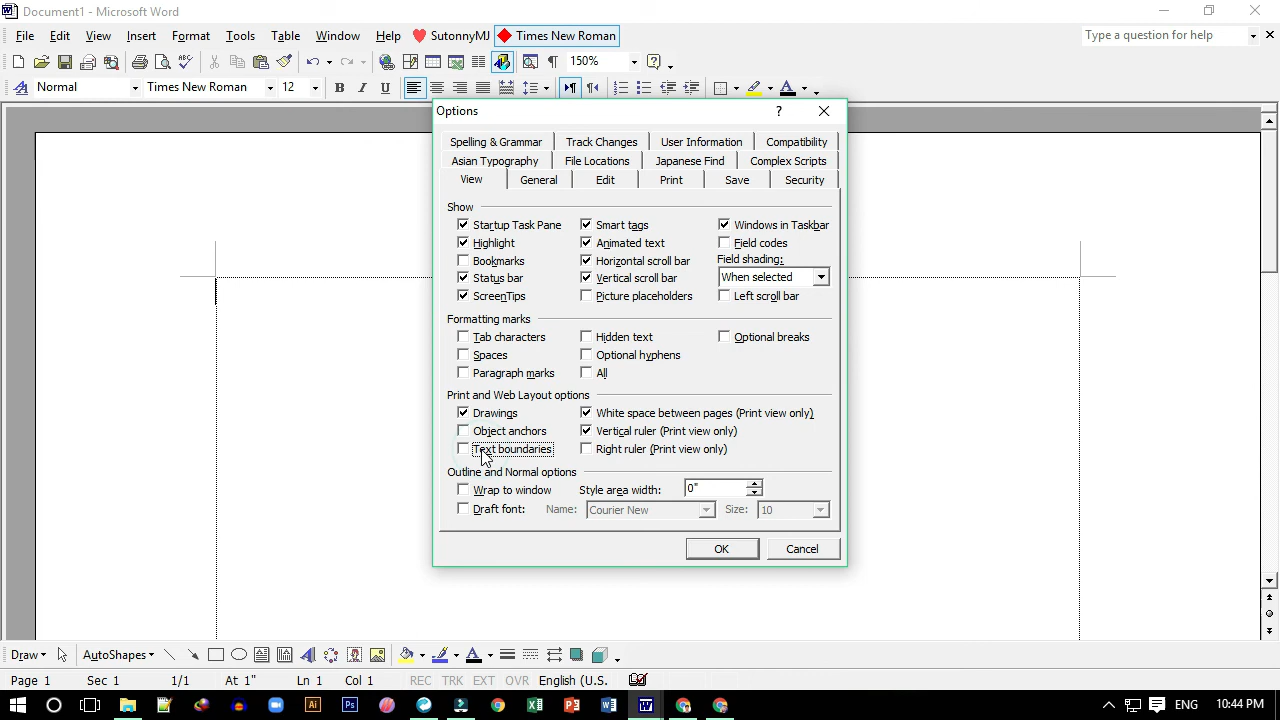 Document1 - Microsoft Word
File Edit View Insert Format Tools Table Window Help SutonnyMJ Times New Roman Type a question for help
150%
Normal Times New Roman 12 B I U A
Options ?
Spelling & Grammar Track Changes User Information Compatibility
Asian Typography File Locations Japanese Find Complex Scripts
View General Edit Print Save Security
Show
Startup Task Pane Smart tags Windows in Taskbar
Highlight Animated text Field codes
Bookmarks Horizontal scroll bar Field shading:
Status bar Vertical scroll bar When selected
ScreenTips Picture placeholders Left scroll bar
Formatting marks
Tab characters Hidden text Optional breaks
Spaces Optional hyphens
Paragraph marks All
Print and Web Layout options
Drawings White space between pages (Print view only)
Object anchors Vertical ruler (Print view only)
Text boundaries Right ruler (Print view only)
Outline and Normal options
Wrap to window Style area width: 0"
Draft font: Name: Courier New Size: 10
OK Cancel
Draw AutoShapes A
Page 1 Sec 1 1/1 At 1" Ln 1 Col 1 REC TRK EXT OVR English (U.S.
Ai Ps ENG 10:44 PM